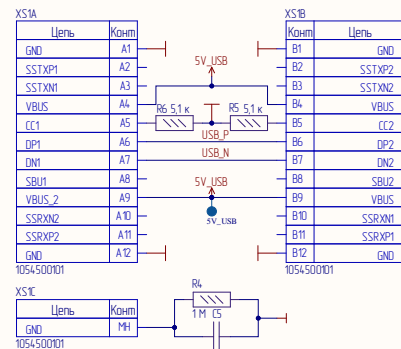 XS1A
XS1B
Цепь Конт
Конт Цепь
GND A1
B1 GND
SSTXP1 A2
5V_USB
B2 SSTXP2
SSTXN1 A3
B3 SSTXN2
VBUS A4
B4 VBUS
R6 5,1 к
R5 5,1 к
CC1 A5
B5 CC2
USB_P
DP1 A6
B6 DP2
USB_N
DN1 A7
B7 DN2
SBU1 A8
5V_USB
B8 SBU2
VBUS_2 A9
B9 VBUS
SSRXN2 A10
5V_USB
B10 SSRXN1
SSRXP2 A11
B11 SSRXP1
GND A12
B12 GND
1054500101
1054500101
XS1C
R4
Цепь Конт
1 М C5
GND MH
1054500101